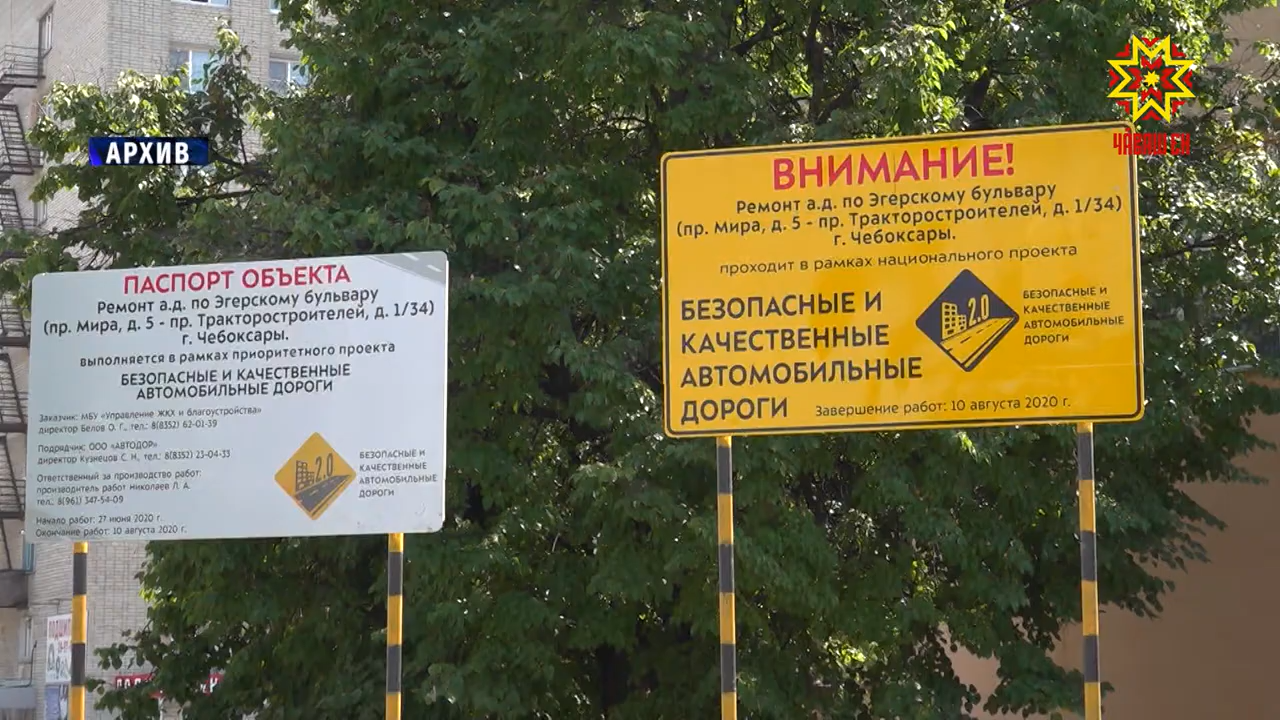 АРХИВ
ЧӐВАШ ЕН
ПАСПОРТ ОБЪЕКТА
Ремонт а.д. по Эгерскому бульвару
(пр. Мира, д. 5 - пр. Тракторостроителей, д. 1/34)
г. Чебоксары.
выполняется в рамках приоритетного проекта
БЕЗОПАСНЫЕ И КАЧЕСТВЕННЫЕ
АВТОМОБИЛЬНЫЕ ДОРОГИ
Заказчик: МБУ «Управление ЖКХ и благоустройства»
директор Белов О. Г., тел.: 8(8352) 62-01-39
Подрядчик: ООО «АВТОДОР»
директор Кузнецов С. Н., тел.: 8(8352) 23-04-33
Ответственный за производство работ:
производитель работ Николаев Л. А.
тел.: 8(961) 347-54-09
Начало работ: 27 июня 2020 г.
Окончание работ: 10 августа 2020 г.
2.0
БЕЗОПАСНЫЕ И
КАЧЕСТВЕННЫЕ
АВТОМОБИЛЬНЫЕ
ДОРОГИ
ВНИМАНИЕ!
Ремонт а.д. по Эгерскому бульвару
(пр. Мира, д. 5 - пр. Тракторостроителей, д. 1/34)
г. Чебоксары.
проходит в рамках национального проекта
БЕЗОПАСНЫЕ И
КАЧЕСТВЕННЫЕ
АВТОМОБИЛЬНЫЕ
ДОРОГИ
2.0
БЕЗОПАСНЫЕ И
КАЧЕСТВЕННЫЕ
АВТОМОБИЛЬНЫЕ
ДОРОГИ
Завершение работ: 10 августа 2020 г.